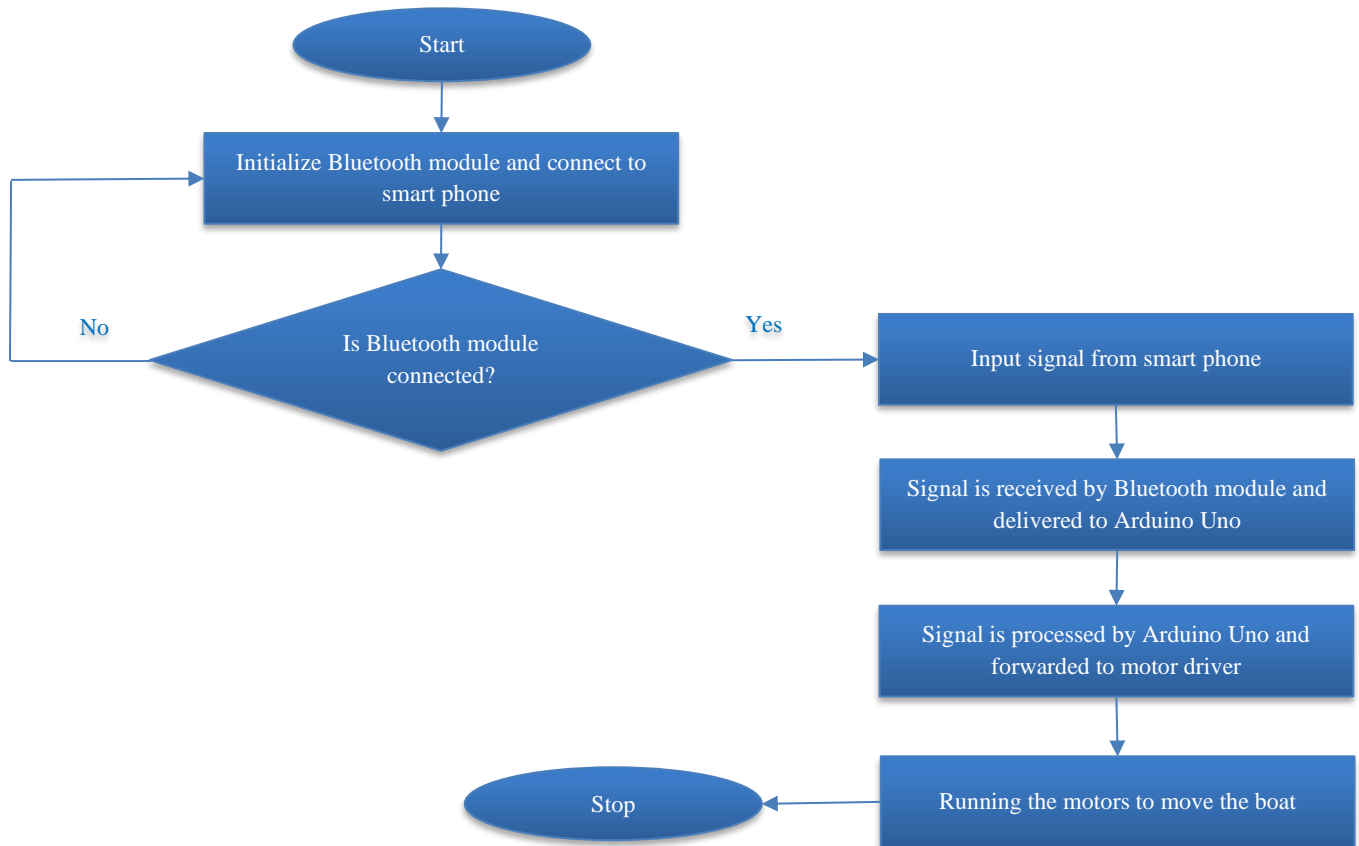 Start
Initialize Bluetooth module and connect to
smart phone
No
Is Bluetooth module
connected?
Yes
Input signal from smart phone
Signal is received by Bluetooth module and
delivered to Arduino Uno
Signal is processed by Arduino Uno and
forwarded to motor driver
Running the motors to move the boat
Stop